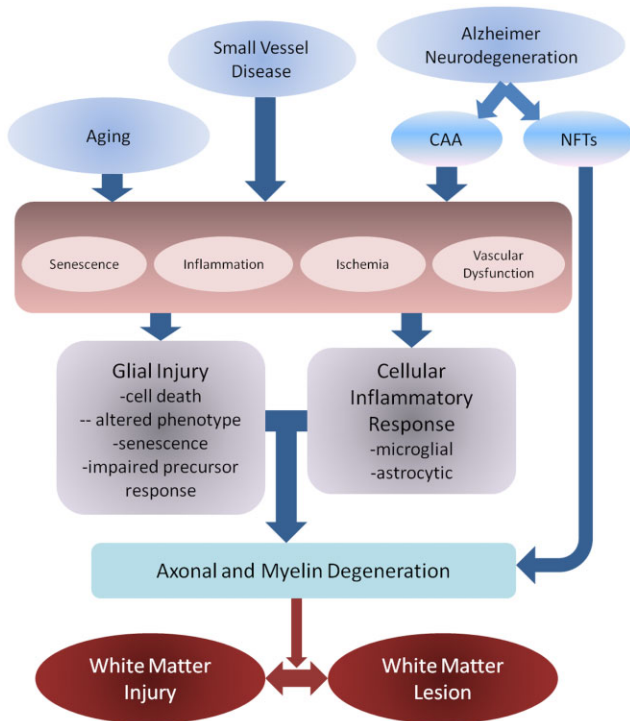 Small Vessel
Disease
Alzheimer
Neurodegeneration
Aging
CAA
NFTs
Senescence
Inflammation
Ischemia
Vascular
Dysfunction
Glial Injury
-cell death
-- altered phenotype
-senescence
-impaired precursor
response
Cellular
Inflammatory
Response
-microglial
-astrocytic
Axonal and Myelin Degeneration
White Matter
Injury
White Matter
Lesion